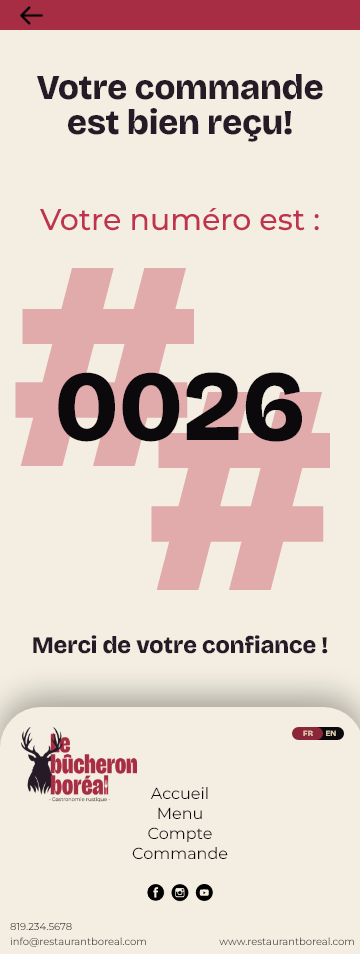 Votre commande
est bien reçu!
Votre numéro est :
#
0026
#
Merci de votre confiance !
Le
bûcheron
boréal
- Gastronomie rustique -
FR EN
Accueil
Menu
Compte
Commande
819.234.5678
info@restaurantboreal.com
www.restaurantboreal.com